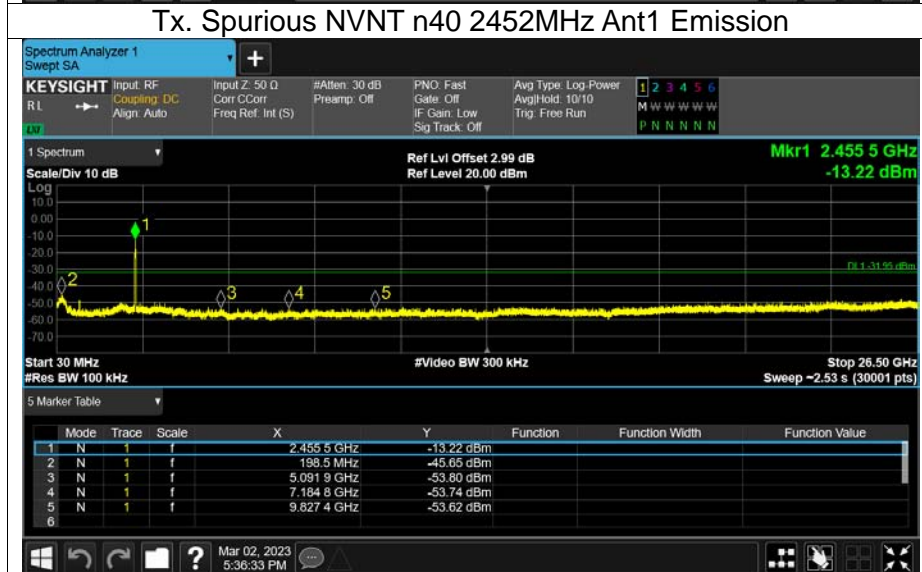 Tx. Spurious NVNT n40 2452MHz Ant1 Emission
Spectrum Analyzer 1
Swept SA
+
KEYSIGHT Input: RF Input Z: 50 Ω #Atten: 30 dB PNO: Fast Avg Type: Log-Power 1 2 3 4 5 6
R L Coupling: DC Corr CCorr Preamp: Off Gate: Off Avg|Hold: 10/10 M W W W W W
Align: Auto Freq Ref: Int (S) IF Gain: Low Trig: Free Run
LXI Sig Track: Off P N N N N N
1 Spectrum Ref Lvl Offset 2.99 dB Mkr1 2.455 5 GHz
Scale/Div 10 dB Ref Level 20.00 dBm -13.22 dBm
Log
10.0
0.00
-10.0
-20.0
-30.0
-40.0
-50.0
-60.0
-70.0
1
DL1 -31.95 dBm
2
3 4 5
Start 30 MHz #Video BW 300 kHz Stop 26.50 GHz
#Res BW 100 kHz Sweep ~2.53 s (30001 pts)
5 Marker Table
Mode Trace Scale X Y Function Function Width Function Value
1 N 1 f 2.455 5 GHz -13.22 dBm
2 N 1 f 198.5 MHz -45.65 dBm
3 N 1 f 5.091 9 GHz -53.80 dBm
4 N 1 f 7.184 8 GHz -53.74 dBm
5 N 1 f 9.827 4 GHz -53.62 dBm
6
? Mar 02, 2023
5:36:33 PM